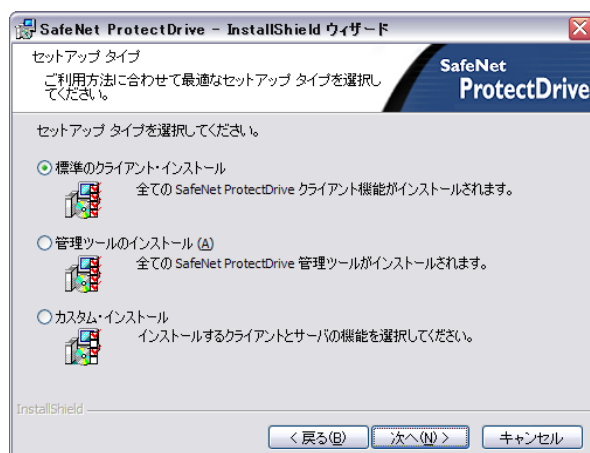 SafeNet ProtectDrive - InstallShield ウィザード
セットアップ タイプ
ご利用方法に合わせて最適なセットアップ タイプを選択し
てください。
SafeNet
ProtectDrive
セットアップ タイプを選択してください。
標準のクライアント・インストール
全ての SafeNet ProtectDrive クライアント機能がインストールされます。
管理ツールのインストール (A)
全ての SafeNet ProtectDrive 管理ツールがインストールされます。
カスタム・インストール
インストールするクライアントとサーバの機能を選択してください。
InstallShield
< 戻る(B)
次へ(N) >
キャンセル